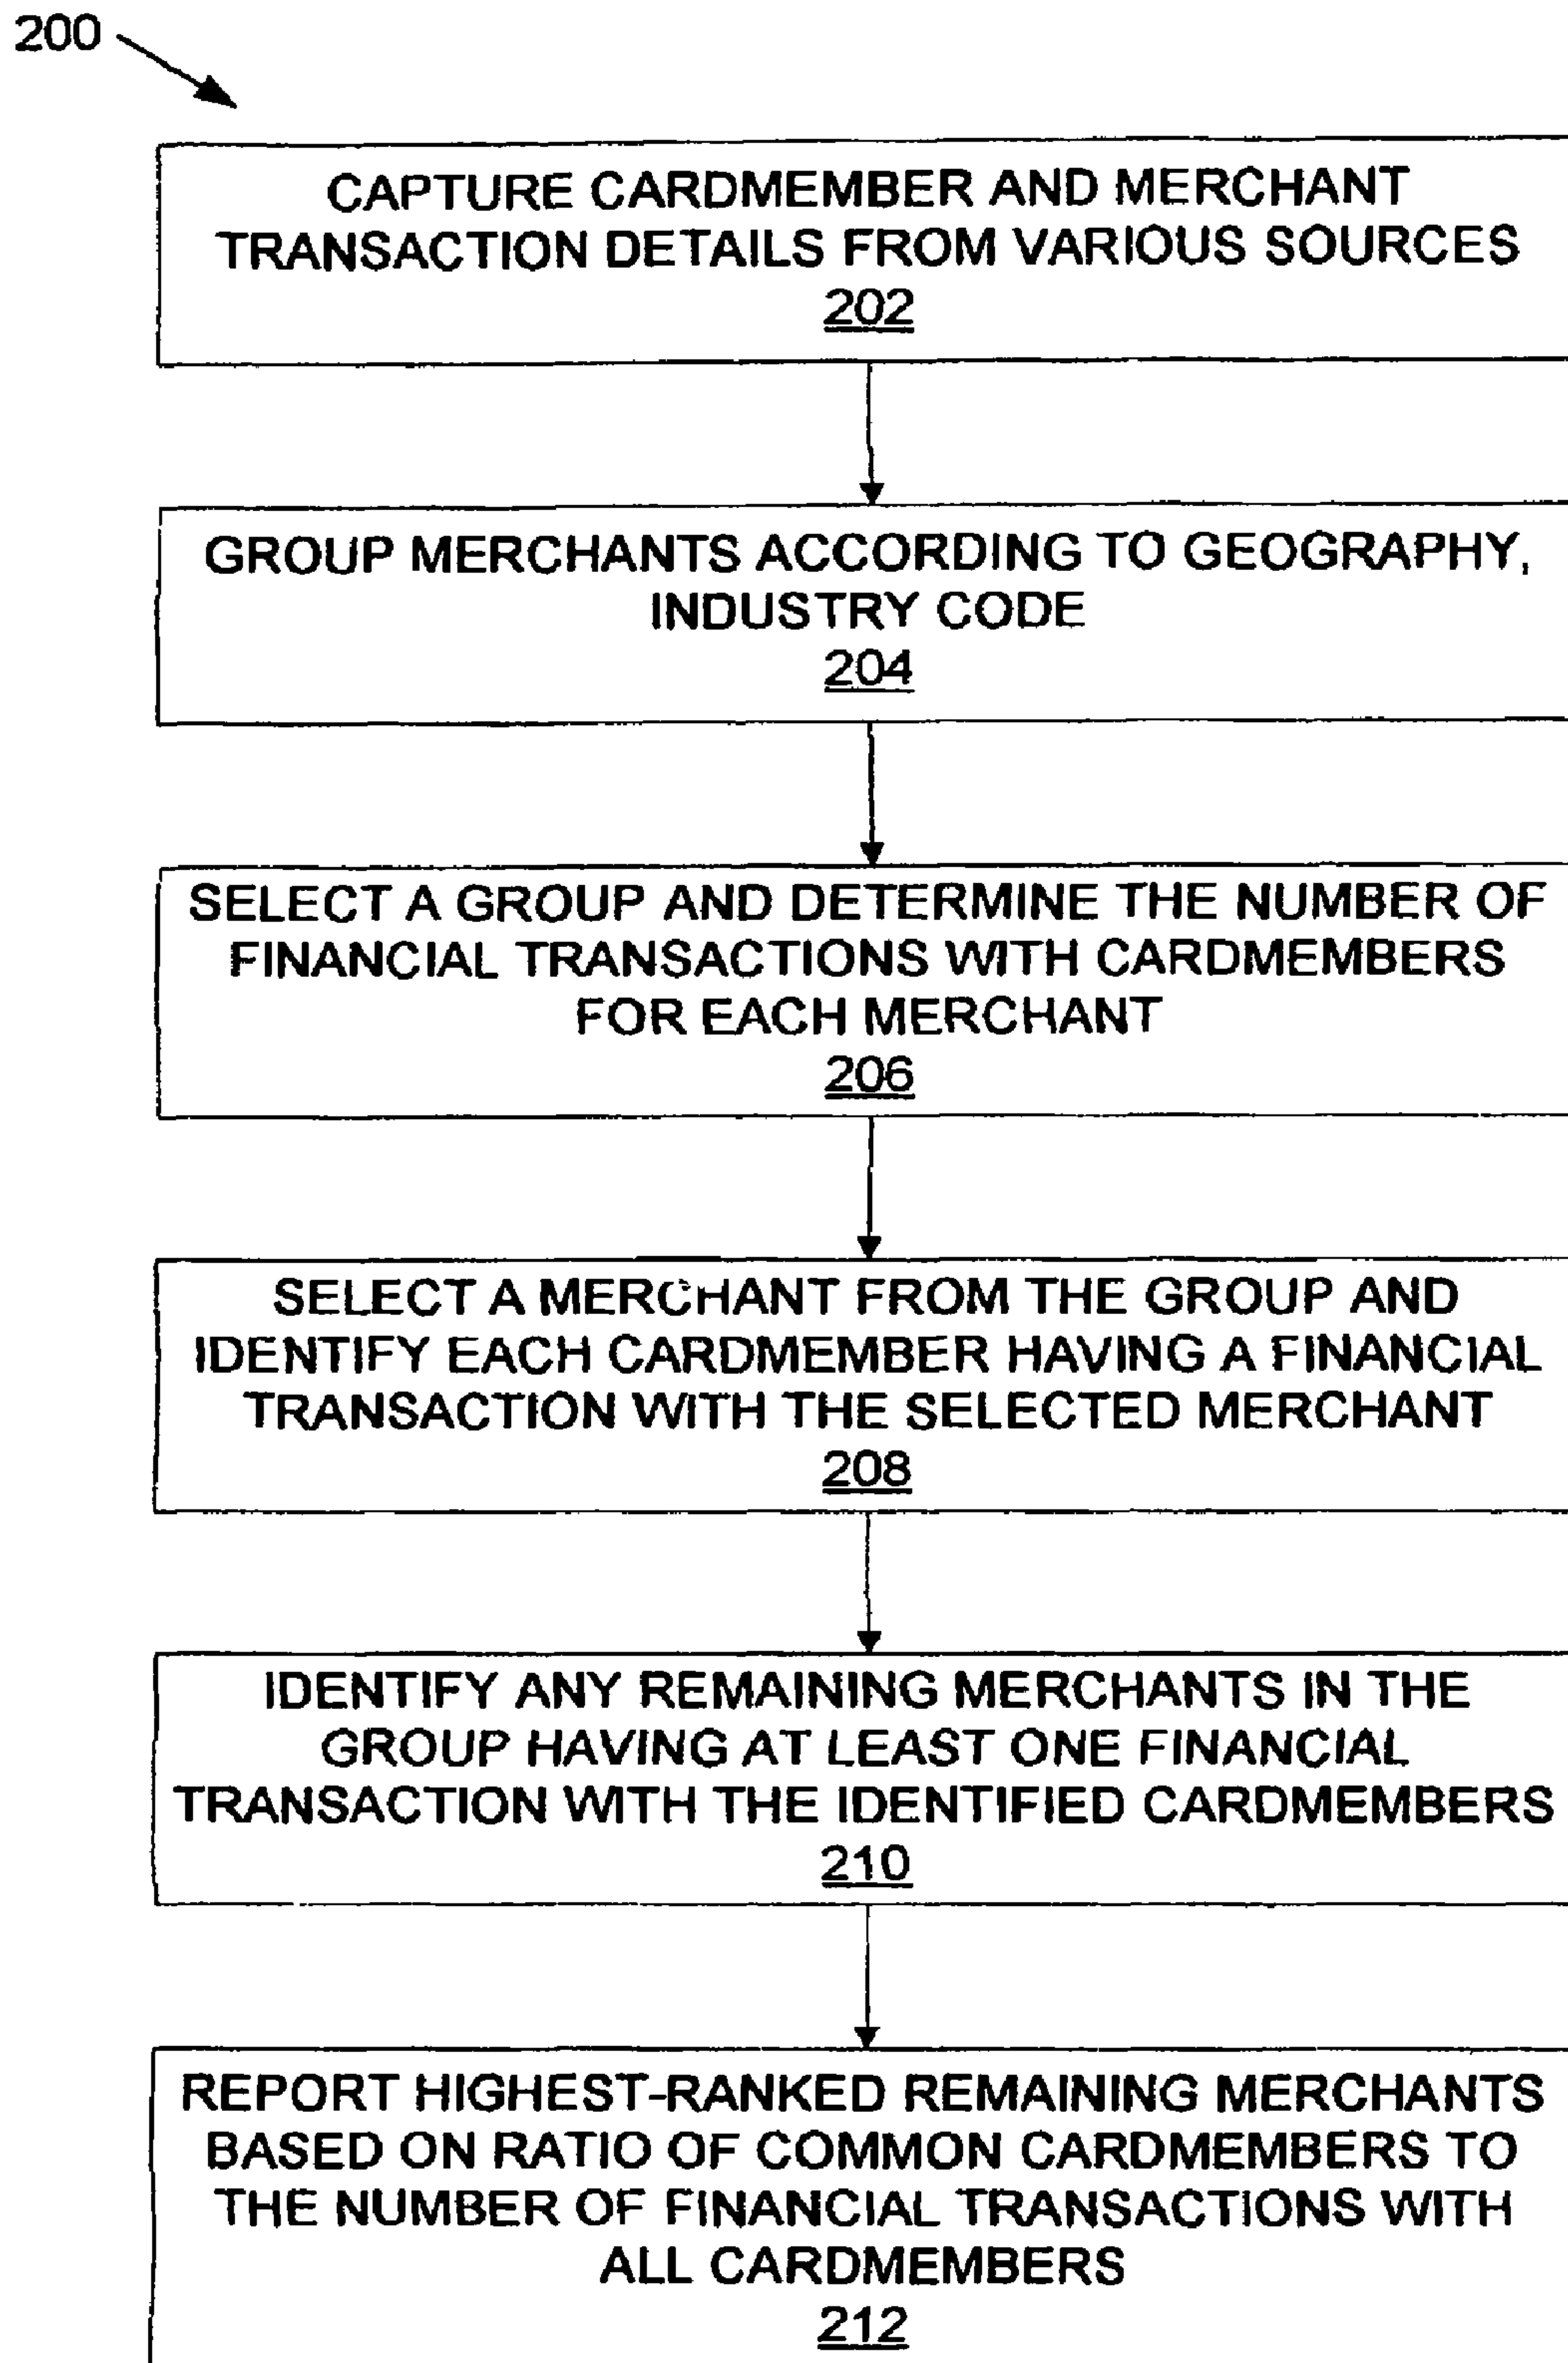 200
CAPTURE CARDMEMBER AND MERCHANT
TRANSACTION DETAILS FROM VARIOUS SOURCES
202
GROUP MERCHANTS ACCORDING TO GEOGRAPHY,
INDUSTRY CODE
204
SELECT A GROUP AND DETERMINE THE NUMBER OF
FINANCIAL TRANSACTIONS WITH CARDMEMBERS
FOR EACH MERCHANT
206
SELECT A MERCHANT FROM THE GROUP AND
IDENTIFY EACH CARDMEMBER HAVING A FINANCIAL
TRANSACTION WITH THE SELECTED MERCHANT
208
IDENTIFY ANY REMAINING MERCHANTS IN THE
GROUP HAVING AT LEAST ONE FINANCIAL
TRANSACTION WITH THE IDENTIFIED CARDMEMBERS
210
REPORT HIGHEST-RANKED REMAINING MERCHANTS
BASED ON RATIO OF COMMON CARDMEMBERS TO
THE NUMBER OF FINANCIAL TRANSACTIONS WITH
ALL CARDMEMBERS
212